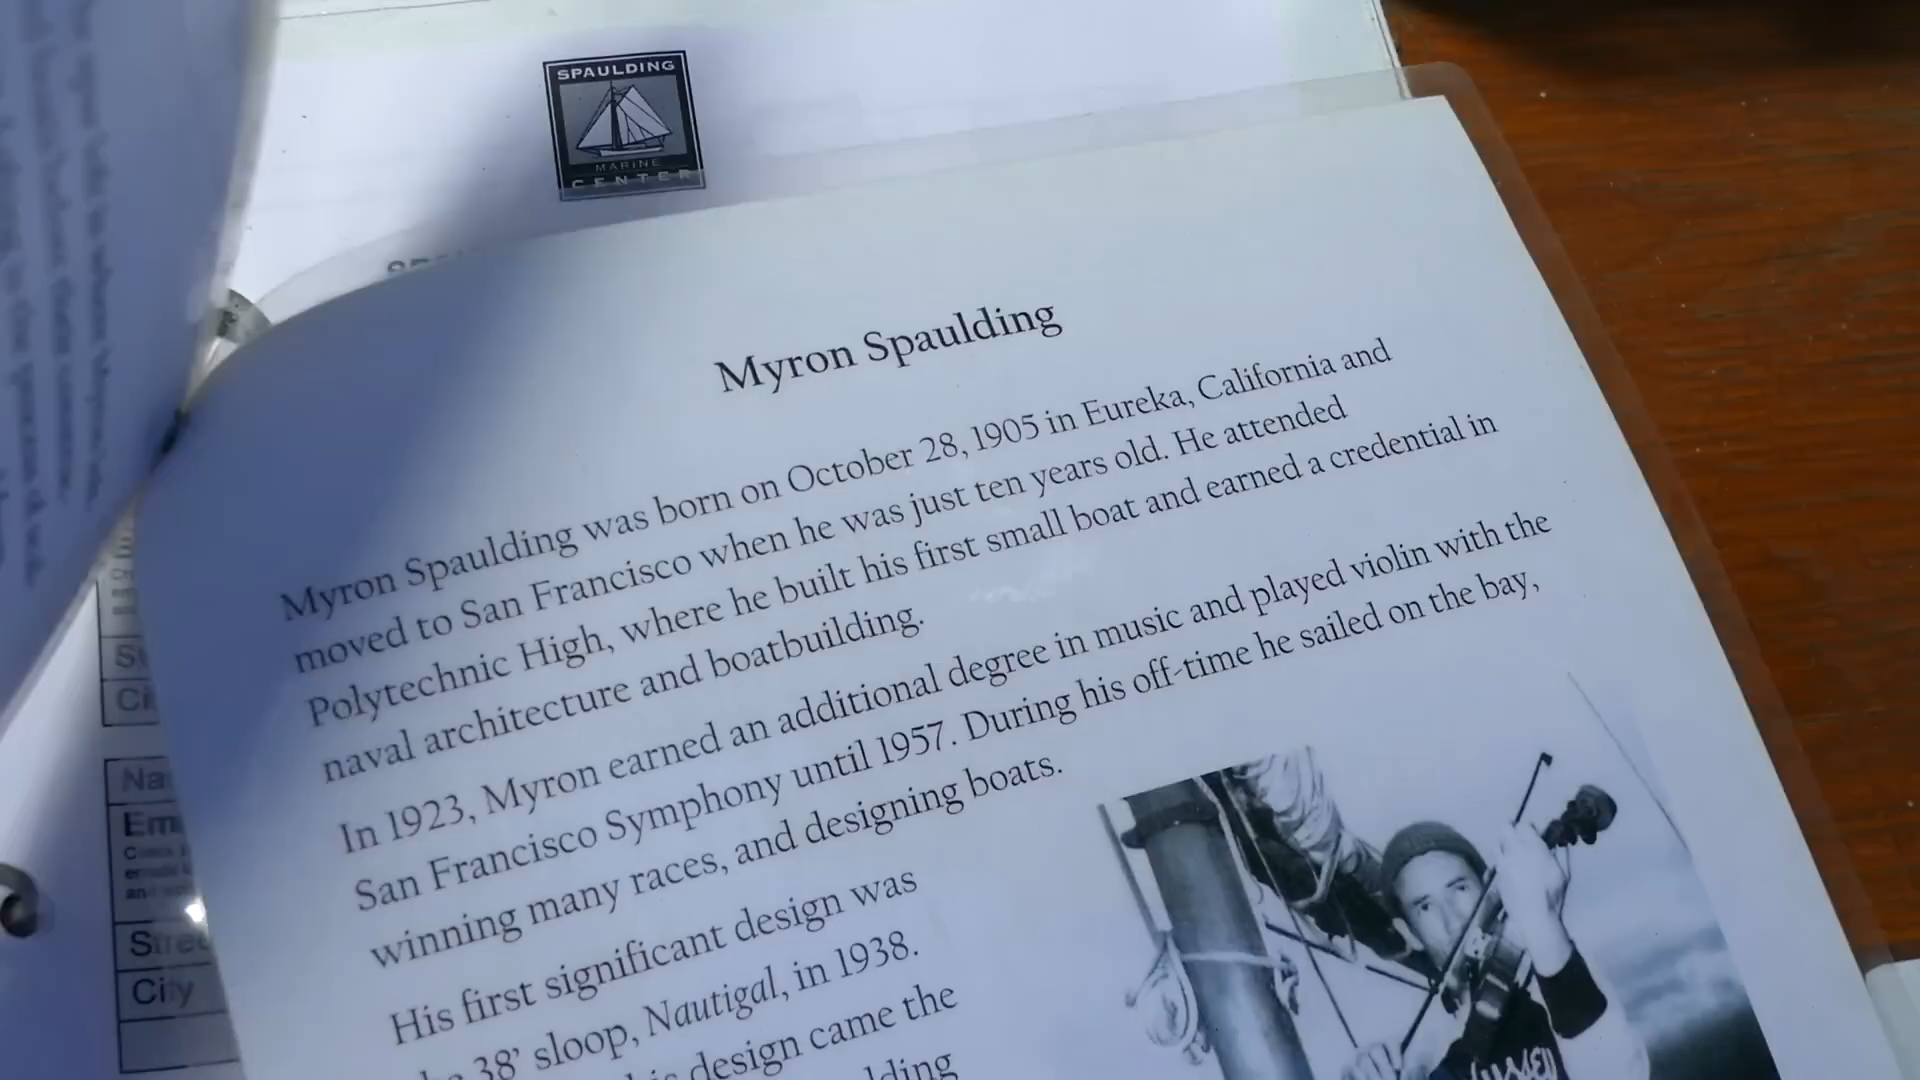 SPAULDING
MARINE
CENTER
Myron Spaulding
Myron Spaulding was born on October 28, 1905 in Eureka, California and
moved to San Francisco when he was just ten years old. He attended
Polytechnic High, where he built his first small boat and earned a credential in
naval architecture and boatbuilding.
In 1923, Myron earned an additional degree in music and played violin with the
San Francisco Symphony until 1957. During his off-time he sailed on the bay,
winning many races, and designing boats.
His first significant design was
38' sloop, Nautigal, in 1938.
design came the
City